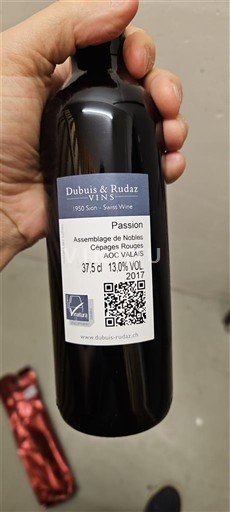 Dubuis & Rudaz
VINS
1950 Sion - Swiss Wine
Passion
Assemblage de Nobles
Cépages Rouges
AOC VALAIS
37,5 cl 13,0% VOL
2017
vinatura
www.dubuis-rudaz.ch